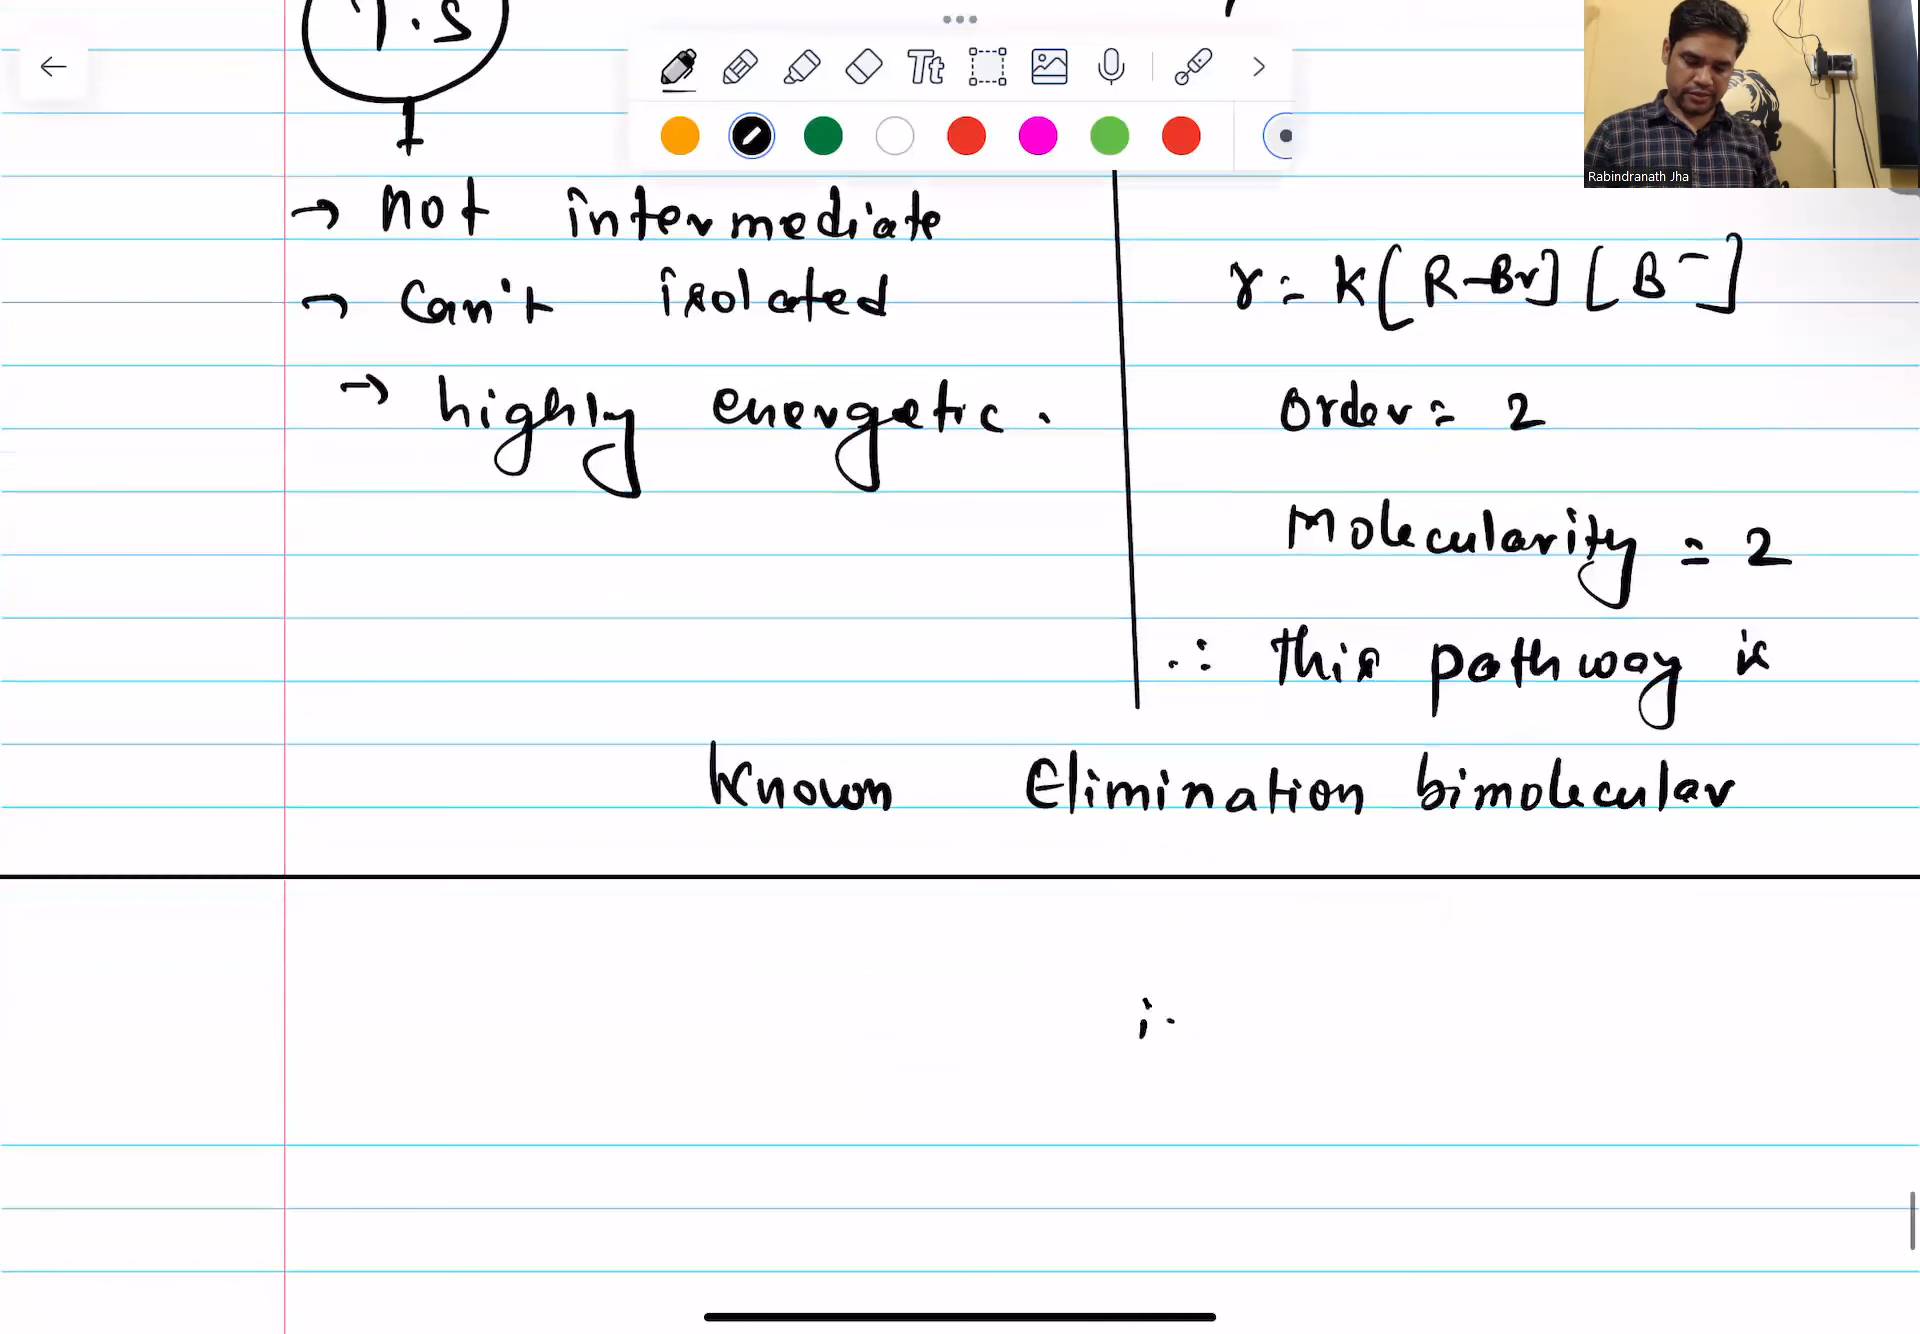 T.S
Tt
Rabindranath Jha
→ not intermediate
→ Can't isolated
→ highly energetic.
r = k[R-Br] [B⁻]
Order = 2
Molecularity = 2
∴ this pathway is
known Elimination bimolecular
i.